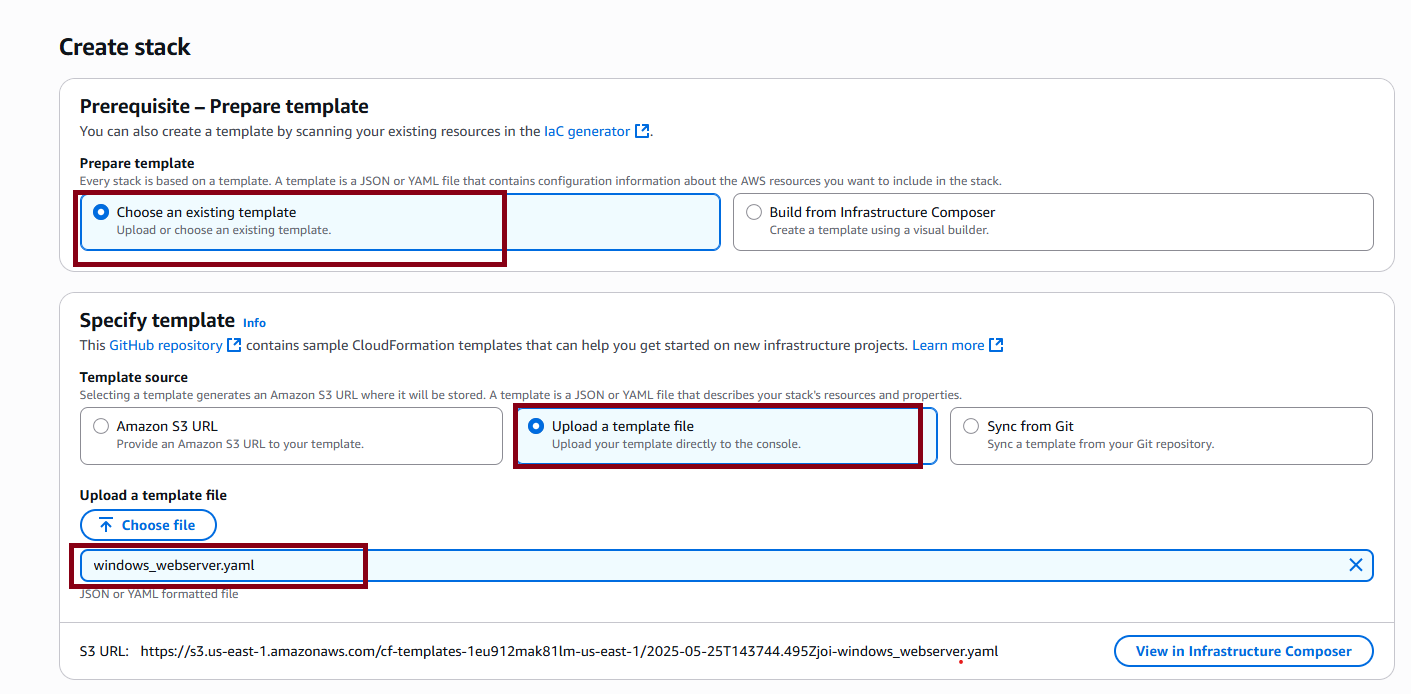 Create stack
Prerequisite – Prepare template
You can also create a template by scanning your existing resources in the IaC generator.
Prepare template
Every stack is based on a template. A template is a JSON or YAML file that contains configuration information about the AWS resources you want to include in the stack.
Choose an existing template
Upload or choose an existing template.
Build from Infrastructure Composer
Create a template using a visual builder.
Specify template Info
This GitHub repository contains sample CloudFormation templates that can help you get started on new infrastructure projects. Learn more
Template source
Selecting a template generates an Amazon S3 URL where it will be stored. A template is a JSON or YAML file that describes your stack's resources and properties.
Amazon S3 URL
Provide an Amazon S3 URL to your template.
Upload a template file
Upload your template directly to the console.
Sync from Git
Sync a template from your Git repository.
Upload a template file
Choose file
windows_webserver.yaml
JSON or YAML formatted file
S3 URL: https://s3.us-east-1.amazonaws.com/cf-templates-1eu912mak81lm-us-east-1/2025-05-25T143744.495Zjoi-windows_webserver.yaml
View in Infrastructure Composer